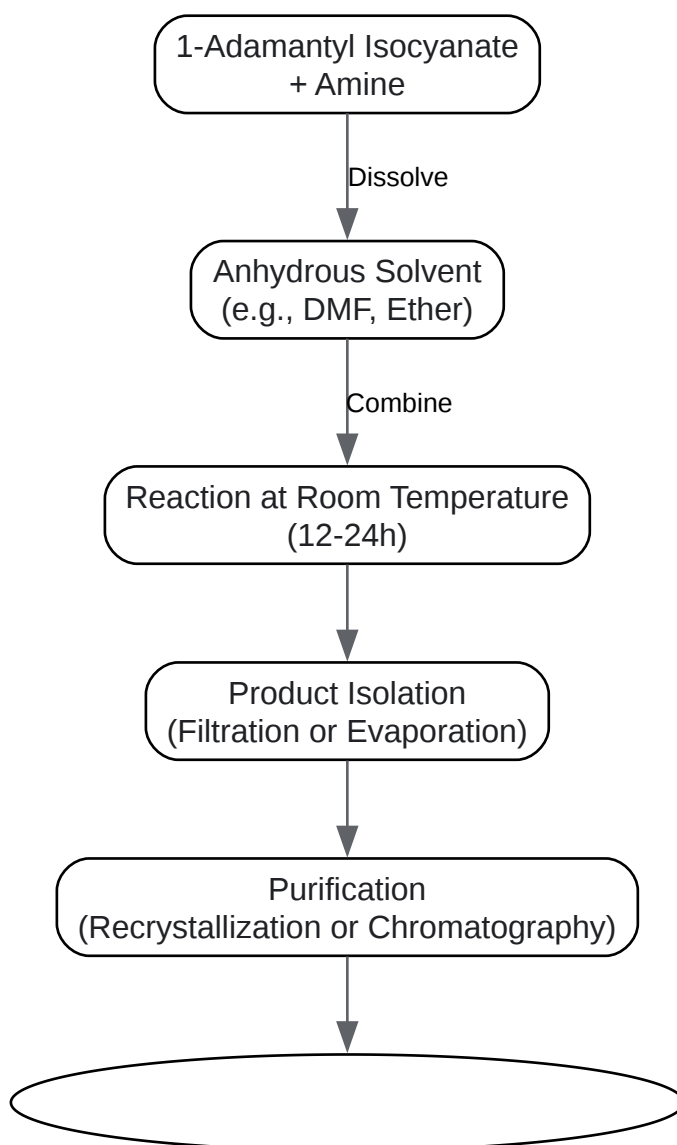 1-Adamantyl Isocyanate
+ Amine
Dissolve
Anhydrous Solvent
(e.g., DMF, Ether)
Combine
Reaction at Room Temperature
(12-24h)
Product Isolation
(Filtration or Evaporation)
Purification
(Recrystallization or Chromatography)